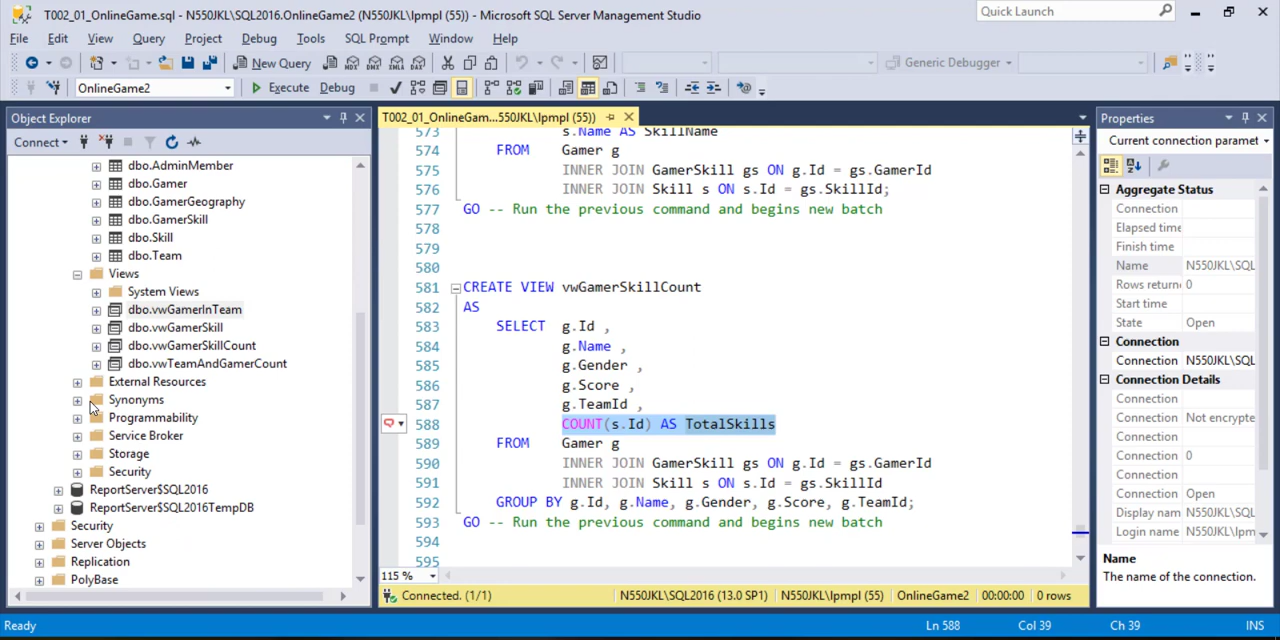 T002_01_OnlineGame.sql - N550JKL\SQL2016.OnlineGame2 (N550JKL\lpmpl (55)) - Microsoft SQL Server Management Studio
Quick Launch
File Edit View Query Project Debug Tools SQL Prompt Window Help
New Query
MDX DMX XMLA DAX
Generic Debugger
OnlineGame2
Execute Debug
Object Explorer
Connect
dbo.AdminMember
dbo.Gamer
dbo.GamerGeography
dbo.GamerSkill
dbo.Skill
dbo.Team
Views
System Views
dbo.vwGamerInTeam
dbo.vwGamerSkill
dbo.vwGamerSkillCount
dbo.vwTeamAndGamerCount
External Resources
Synonyms
Programmability
Service Broker
Storage
Security
ReportServer$SQL2016
ReportServer$SQL2016TempDB
Security
Server Objects
Replication
PolyBase
T002_01_OnlineGam...550JKL\lpmpl (55))
573 s.Name AS SkillName
574 FROM Gamer g
575 INNER JOIN GamerSkill gs ON g.Id = gs.GamerId
576 INNER JOIN Skill s ON s.Id = gs.SkillId;
577 GO -- Run the previous command and begins new batch
578
579
580
581 CREATE VIEW vwGamerSkillCount
582 AS
583 SELECT g.Id ,
584 g.Name ,
585 g.Gender ,
586 g.Score ,
587 g.TeamId ,
588 COUNT(s.Id) AS TotalSkills
589 FROM Gamer g
590 INNER JOIN GamerSkill gs ON g.Id = gs.GamerId
591 INNER JOIN Skill s ON s.Id = gs.SkillId
592 GROUP BY g.Id, g.Name, g.Gender, g.Score, g.TeamId;
593 GO -- Run the previous command and begins new batch
594
595
115 %
Connected. (1/1) N550JKL\SQL2016 (13.0 SP1) N550JKL\lpmpl (55) OnlineGame2 00:00:00 0 rows
Properties
Current connection paramet
Aggregate Status
Connection
Elapsed time
Finish time
Name N550JKL\SQL
Rows return 0
Start time
State Open
Connection
Connection N550JKL\SQL
Connection Details
Connection
Connection Not encrypte
Connection
Connection 0
Connection
Connection Open
Display nam N550JKL\SQL
Login name N550JKL\lpm
Name
The name of the connection.
Ready Ln 588 Col 39 Ch 39 INS